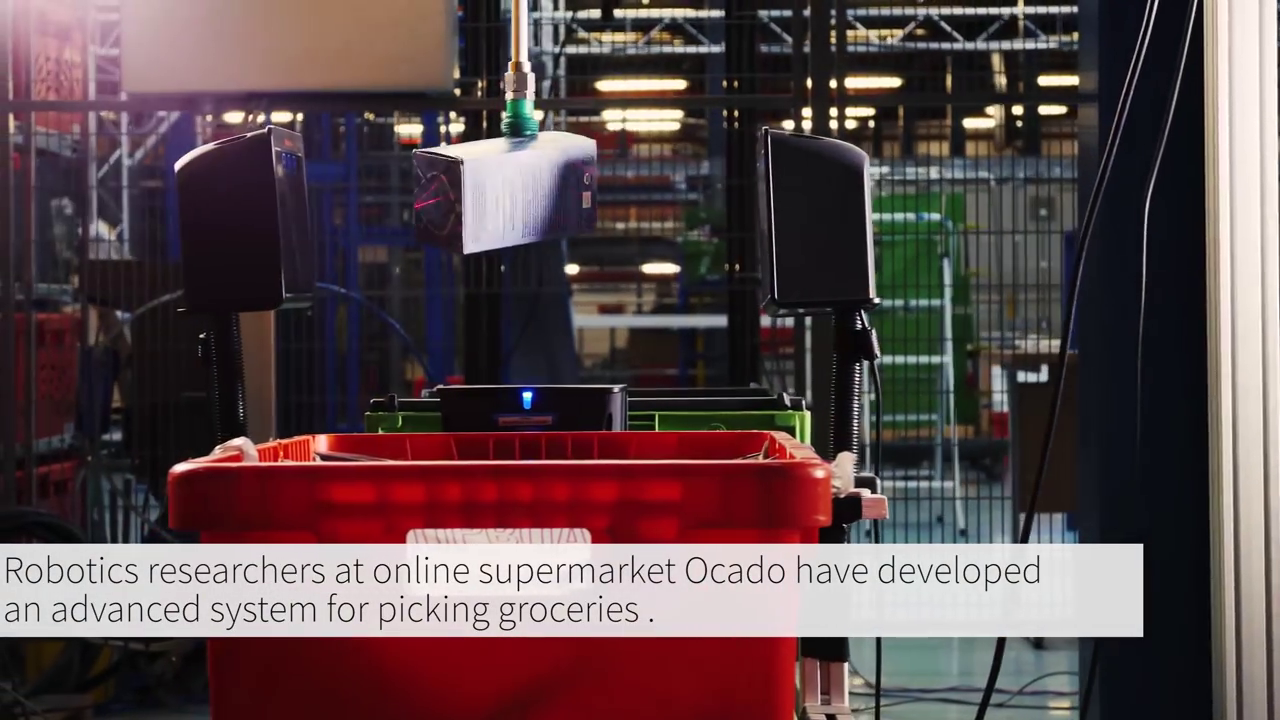 Robotics researchers at online supermarket Ocado have developed
an advanced system for picking groceries .